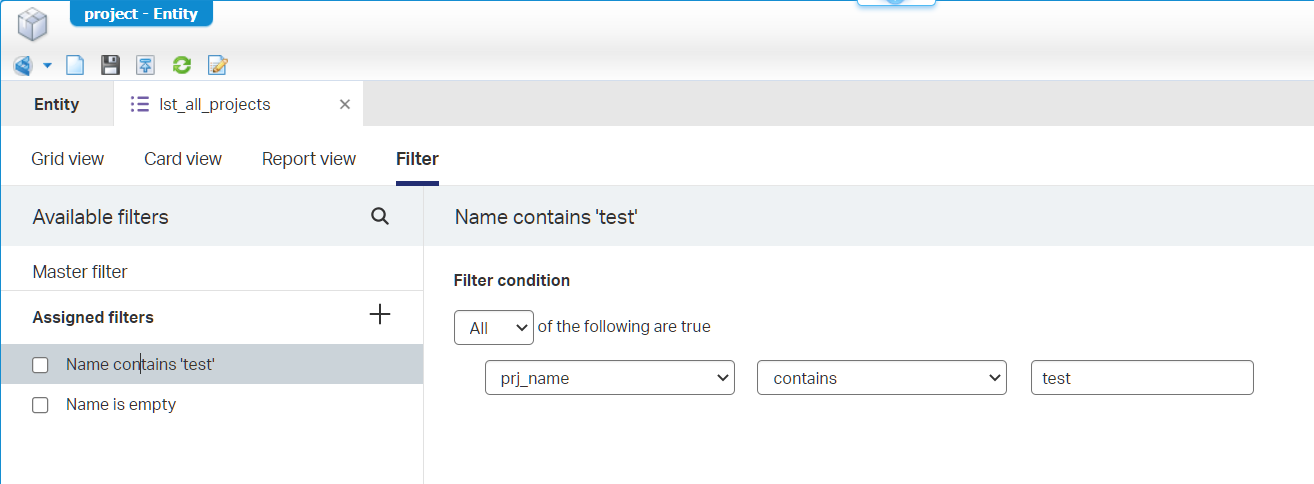 project - Entity
Entity
lst_all_projects
Grid view
Card view
Report view
Filter
Available filters
Name contains 'test'
Master filter
Filter condition
Assigned filters
All of the following are true
Name contains 'test'
prj_name
contains
test
Name is empty